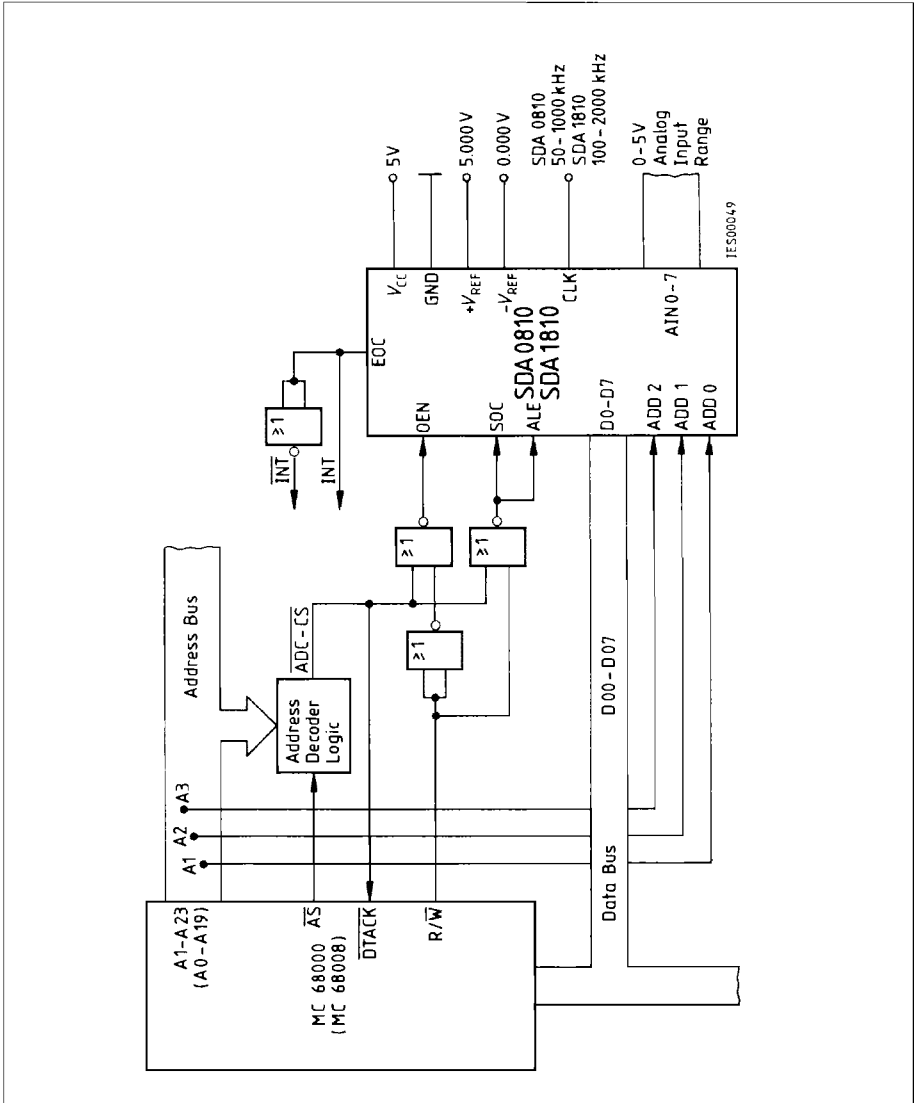 Address Bus
A1
A2
A3
A1-A23
(A0-A19)
AS
MC 68000
(MC 68008)
DTACK
R/W
Address
Decoder
Logic
ADC-CS
≥1
≥1
≥1
≥1
INT
INT
EOC
OEN
SOC
ALE
SDA 0810
SDA 1810
VCC
GND
+VREF
-VREF
CLK
AIN 0-7
D0-D7
ADD 2
ADD 1
ADD 0
5V
5.000 V
0.000 V
SDA 0810
50-1000 kHz
SDA 1810
100-2000 kHz
0-5V
Analog
Input
Range
D00-D07
Data Bus
IES00049